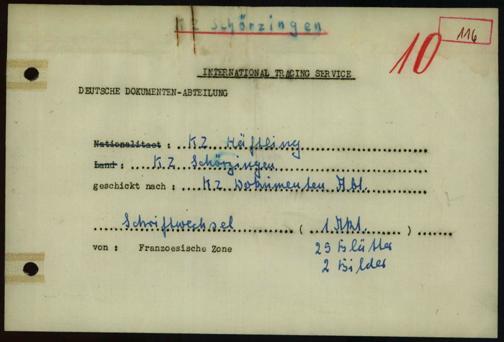 KZ Schörzingen
10
116
INTERNATIONAL TRACING SERVICE
DEUTSCHE DOKUMENTEN-ABTEILUNG
Nationalitaet : KZ Häftling
Land : KZ Schörzingen
geschickt nach : KZ Dokumenten Abt.
Schriftwechsel ( 1 Akt. )
von : Franzoesische Zone 25 Blätter
2 Bilder